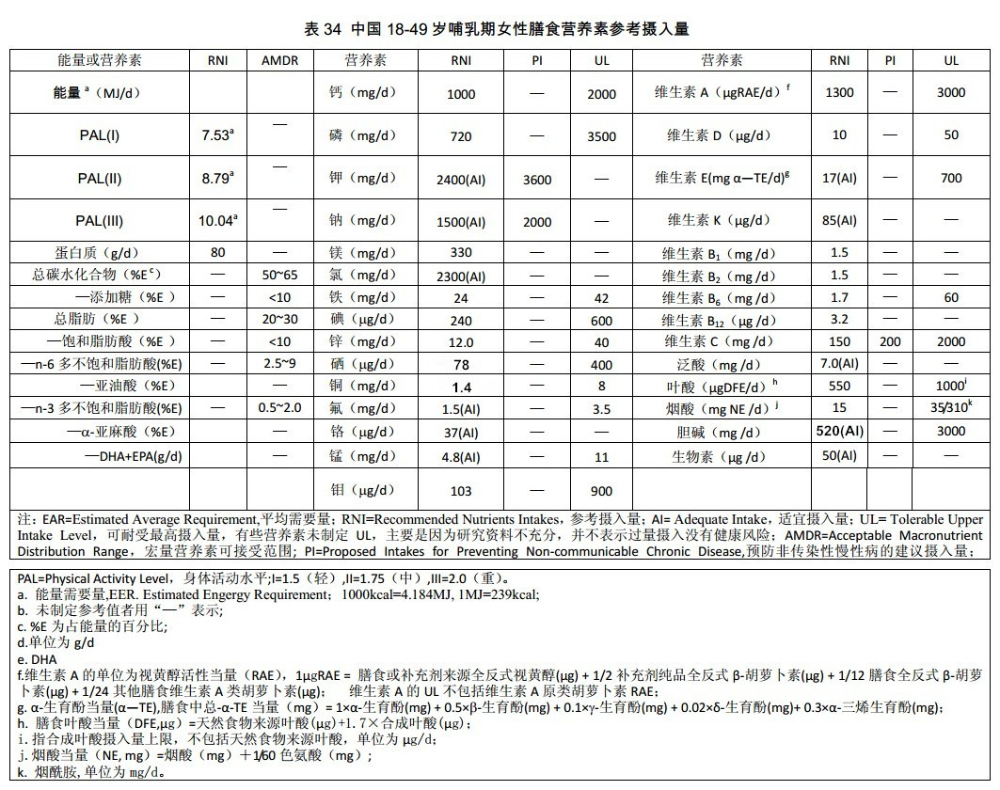 表 34 中国 18-49 岁哺乳期女性膳食营养素参考摄入量
能量或营养素 RNI AMDR 营养素 RNI PI UL 营养素 RNI PI UL
能量 a（MJ/d） 钙（mg/d） 1000 — 2000 维生素 A（μgRAE/d）f 1300 — 3000
PAL(I) 7.53a — 磷（mg/d） 720 — 3500 维生素 D（μg/d） 10 — 50
PAL(II) 8.79a — 钾（mg/d） 2400(AI) 3600 — 维生素 E(mg α—TE/d)g 17(AI) — 700
PAL(III) 10.04a — 钠（mg/d） 1500(AI) 2000 — 维生素 K（μg/d） 85(AI) — —
蛋白质（g/d） 80 — 镁（mg/d） 330 — — 维生素 B1（mg /d） 1.5 — —
总碳水化合物（%E c） — 50~65 氯（mg/d） 2300(AI) — — 维生素 B2（mg /d） 1.5 — —
—添加糖（%E ） — <10 铁（mg/d） 24 — 42 维生素 B6（mg /d） 1.7 — 60
总脂肪（%E ） — 20~30 碘（μg/d） 240 — 600 维生素 B12（μg/d） 3.2 — —
—饱和脂肪酸（%E ） — <10 锌（mg/d） 12.0 — 40 维生素 C（mg /d） 150 200 2000
—n-6 多不饱和脂肪酸(%E) — 2.5~9 硒（μg/d） 78 — 400 泛酸（mg /d） 7.0(AI) — —
—亚油酸（%E） — 铜（mg/d） 1.4 — 8 叶酸（μgDFE/d）h 550 — 1000i
—n-3 多不饱和脂肪酸(%E) — 0.5~2.0 氟（mg/d） 1.5(AI) — 3.5 烟酸（mg NE /d）j 15 — 35/310k
—α-亚麻酸（%E） — 铬（μg/d） 37(AI) — — 胆碱（mg /d） 520(AI) — 3000
—DHA+EPA(g/d) — 锰（mg/d） 4.8(AI) — 11 生物素（μg /d） 50(AI) — —
钼（μg/d） 103 — 900
注：EAR=Estimated Average Requirement,平均需要量；RNI=Recommended Nutrients Intakes，参考摄入量；AI= Adequate Intake，适宜摄入量；UL= Tolerable Upper
Intake Level，可耐受最高摄入量，有些营养素未制定 UL，主要是因为研究资料不充分，并不表示过量摄入没有健康风险；AMDR=Acceptable Macronutrient
Distribution Range，宏量营养素可接受范围；PI=Proposed Intakes for Preventing Non-communicable Chronic Disease,预防非传染性慢性病的建议摄入量；
PAL=Physical Activity Level，身体活动水平;I=1.5（轻）,II=1.75（中）,III=2.0（重）。
a. 能量需要量,EER. Estimated Engergy Requirement；1000kcal=4.184MJ, 1MJ=239kcal;
b. 未制定参考值者用“—”表示;
c. %E 为占能量的百分比;
d.单位为 g/d
e. DHA
f.维生素 A 的单位为视黄醇活性当量（RAE），1μgRAE = 膳食或补充剂来源全反式视黄醇(μg) + 1/2 补充剂纯品全反式 β-胡萝卜素(μg) + 1/12 膳食全反式 β-胡萝
卜素(μg) + 1/24 其他膳食维生素 A 类胡萝卜素(μg)； 维生素 A 的 UL 不包括维生素 A 原类胡萝卜素 RAE；
g. α-生育酚当量(α—TE),膳食中总-α-TE 当量（mg）= 1×α-生育酚(mg) + 0.5×β-生育酚(mg) + 0.1×γ-生育酚(mg) + 0.02×δ-生育酚(mg)+ 0.3×α-三烯生育酚(mg);
h. 膳食叶酸当量（DFE,μg）=天然食物来源叶酸(μg)+1.7×合成叶酸(μg)；
i. 指合成叶酸摄入量上限，不包括天然食物来源叶酸，单位为 μg/d；
j. 烟酸当量（NE, mg）=烟酸（mg）＋1/60 色氨酸（mg）;
k. 烟酰胺,单位为 mg/d。